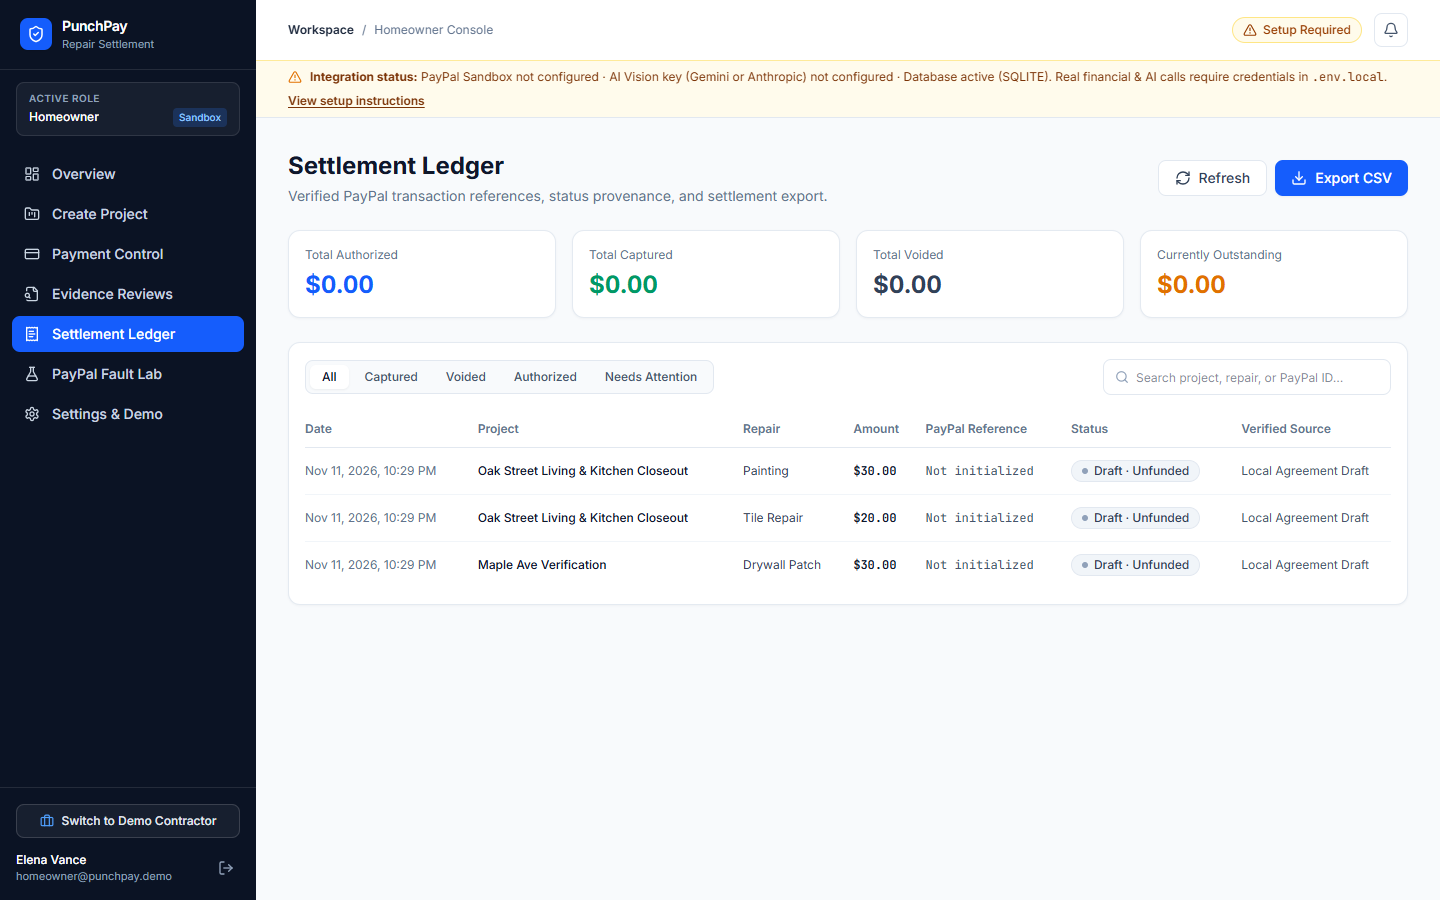 PunchPay
Repair Settlement
ACTIVE ROLE
Homeowner
Sandbox
Overview
Create Project
Payment Control
Evidence Reviews
Settlement Ledger
PayPal Fault Lab
Settings & Demo
Switch to Demo Contractor
Elena Vance
homeowner@punchpay.demo
Workspace / Homeowner Console
Setup Required
Integration status: PayPal Sandbox not configured · AI Vision key (Gemini or Anthropic) not configured · Database active (SQLITE). Real financial & AI calls require credentials in .env.local.
View setup instructions
Settlement Ledger
Verified PayPal transaction references, status provenance, and settlement export.
Refresh
Export CSV
Total Authorized
$0.00
Total Captured
$0.00
Total Voided
$0.00
Currently Outstanding
$0.00
All Captured Voided Authorized Needs Attention
Search project, repair, or PayPal ID...
Date Project Repair Amount PayPal Reference Status Verified Source
Nov 11, 2026, 10:29 PM Oak Street Living & Kitchen Closeout Painting $30.00 Not initialized Draft · Unfunded Local Agreement Draft
Nov 11, 2026, 10:29 PM Oak Street Living & Kitchen Closeout Tile Repair $20.00 Not initialized Draft · Unfunded Local Agreement Draft
Nov 11, 2026, 10:29 PM Maple Ave Verification Drywall Patch $30.00 Not initialized Draft · Unfunded Local Agreement Draft